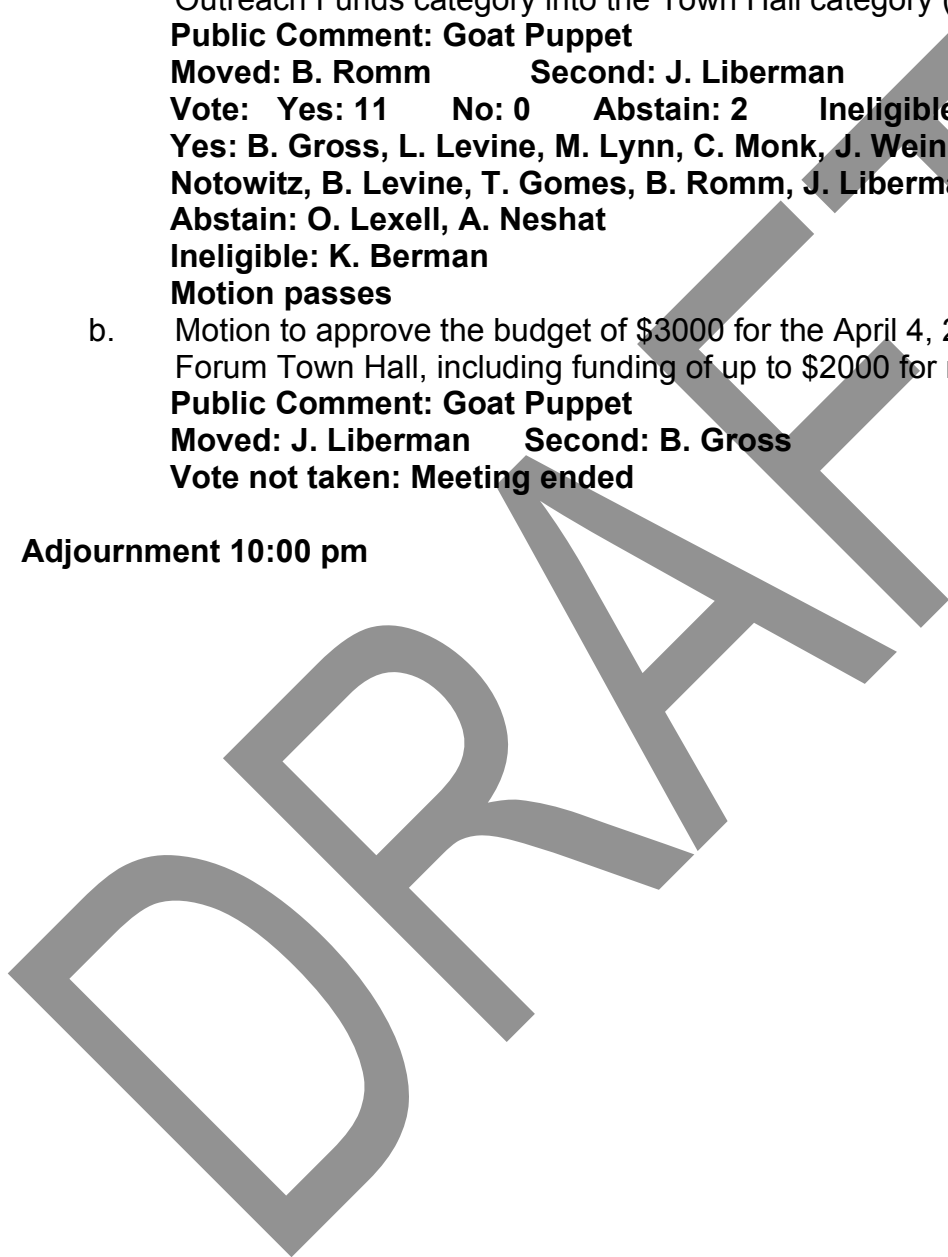 Outreach Funds category into the Town Hall category (
Public Comment: Goat Puppet
Moved: B. Romm Second: J. Liberman
Vote: Yes: 11 No: 0 Abstain: 2 Ineligible
Yes: B. Gross, L. Levine, M. Lynn, C. Monk, J. Wein
Notowitz, B. Levine, T. Gomes, B. Romm, J. Liberma
Abstain: O. Lexell, A. Neshat
Ineligible: K. Berman
Motion passes
b. Motion to approve the budget of $3000 for the April 4, 2
Forum Town Hall, including funding of up to $2000 for
Public Comment: Goat Puppet
Moved: J. Liberman Second: B. Gross
Vote not taken: Meeting ended
Adjournment 10:00 pm
DRAFT